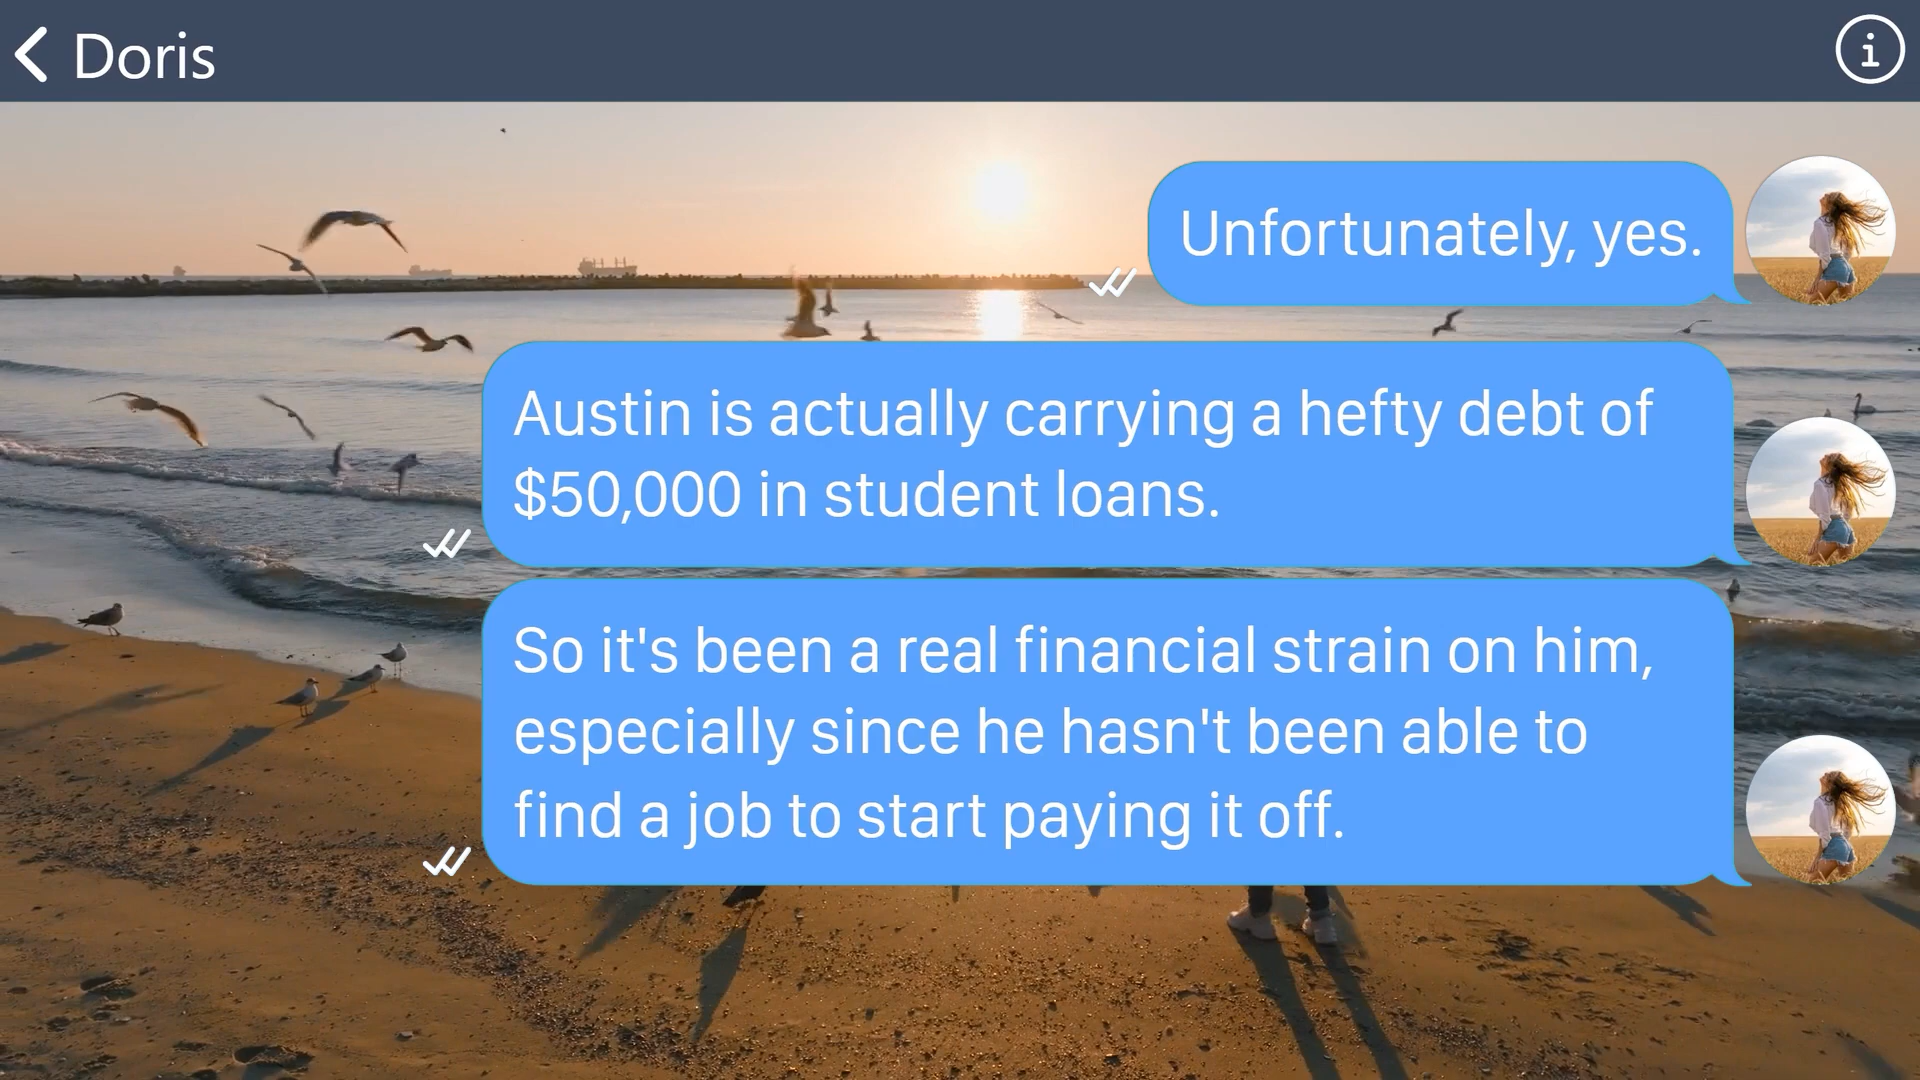 Doris
Unfortunately, yes.
Austin is actually carrying a hefty debt of
$50,000 in student loans.
So it's been a real financial strain on him,
especially since he hasn't been able to
find a job to start paying it off.